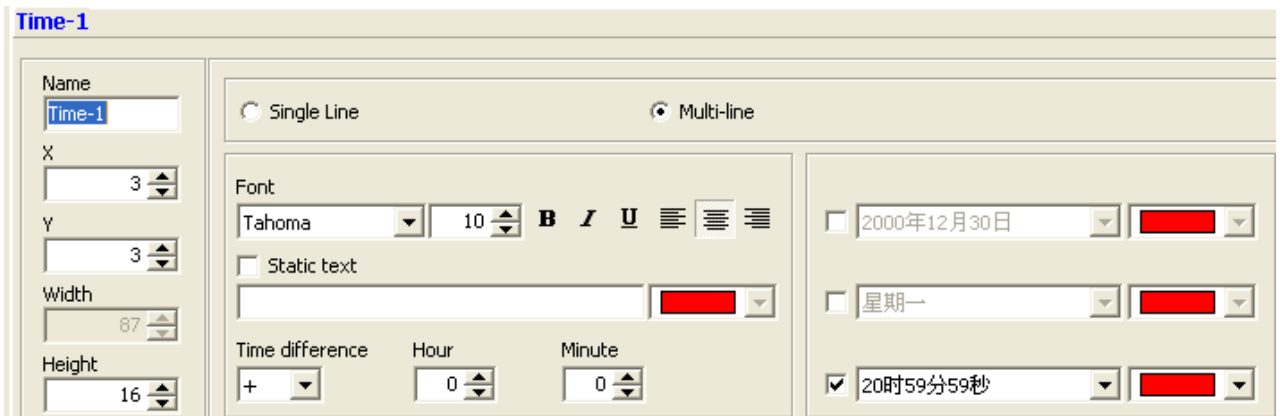 Time-1
Name
Time-1
X
3
Y
3
Width
87
Height
16
Single Line
Multi-line
Font
Tahoma
10
B I U
Static text
Time difference Hour Minute
+ 0 0
2000年12月30日
星期一
20时59分59秒